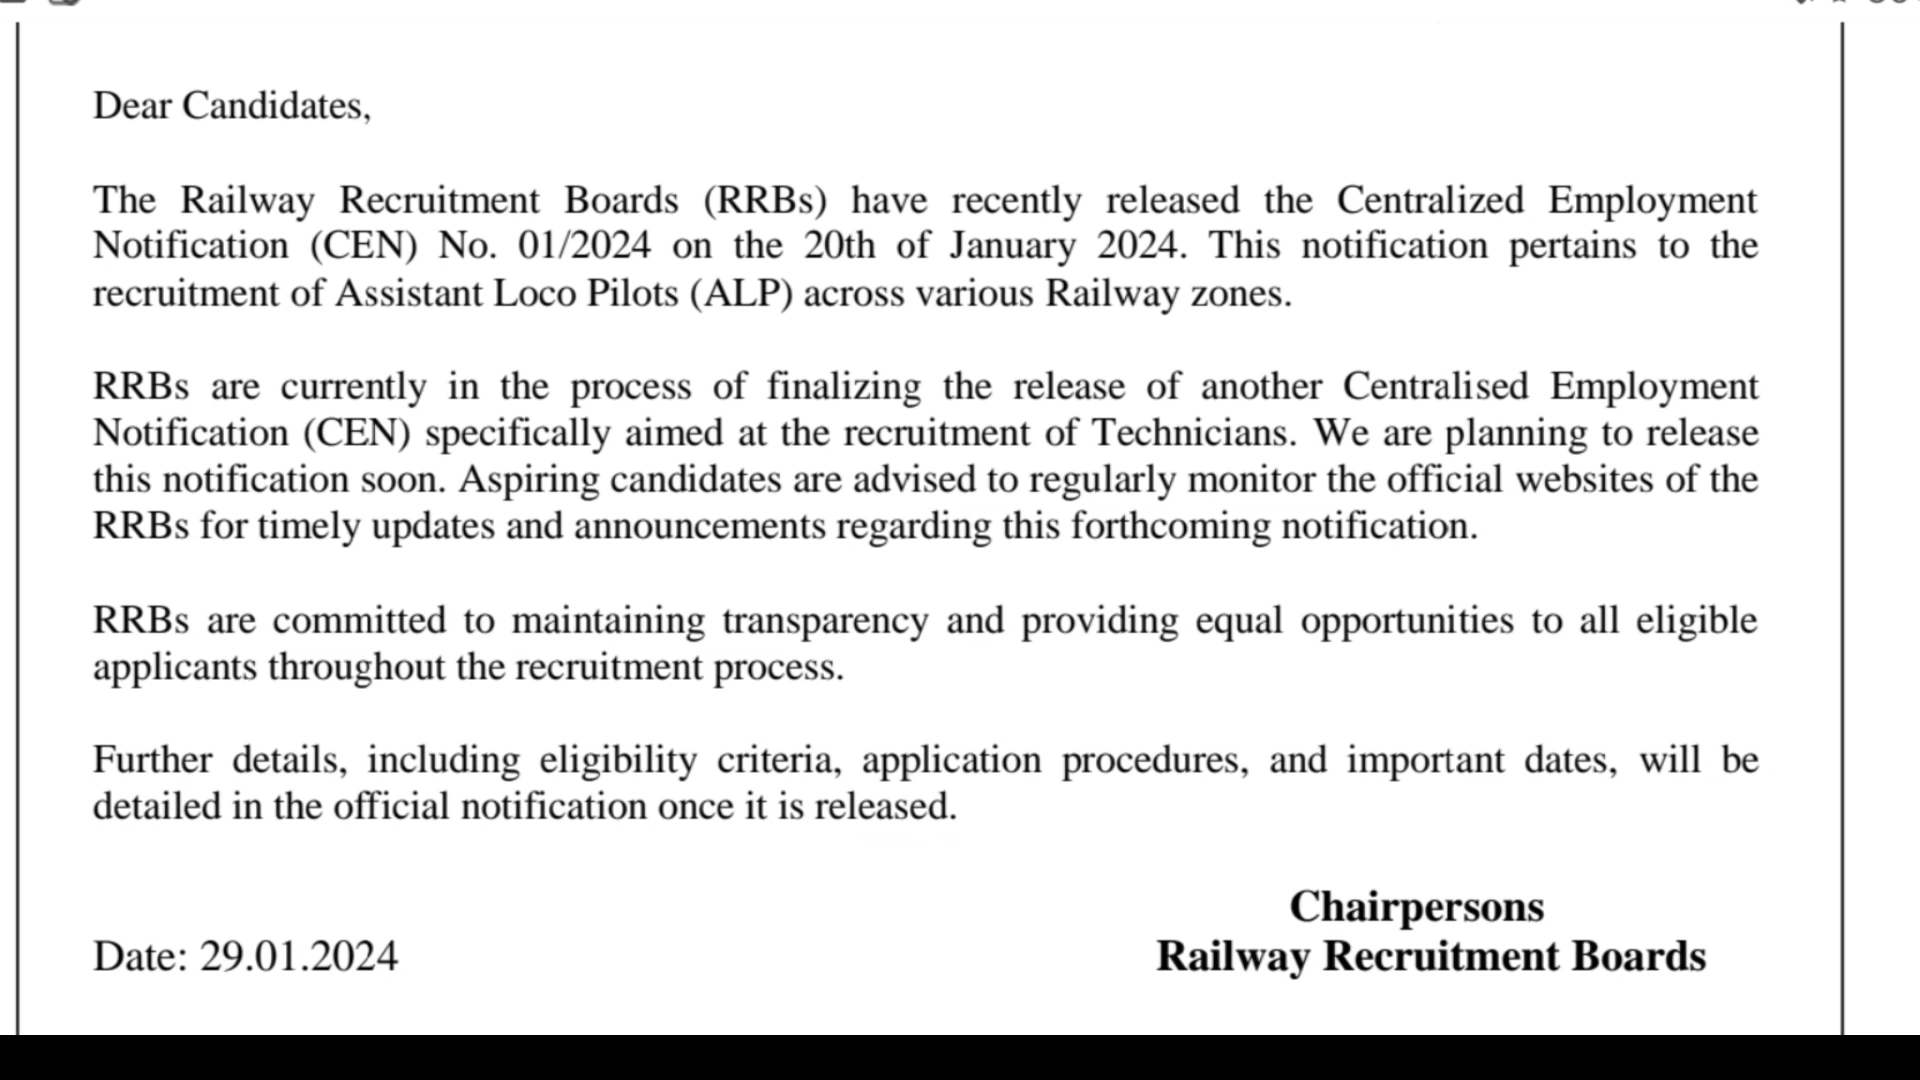 Dear Candidates,
The Railway Recruitment Boards (RRBs) have recently released the Centralized Employment
Notification (CEN) No. 01/2024 on the 20th of January 2024. This notification pertains to the
recruitment of Assistant Loco Pilots (ALP) across various Railway zones.
RRBs are currently in the process of finalizing the release of another Centralised Employment
Notification (CEN) specifically aimed at the recruitment of Technicians. We are planning to release
this notification soon. Aspiring candidates are advised to regularly monitor the official websites of the
RRBs for timely updates and announcements regarding this forthcoming notification.
RRBs are committed to maintaining transparency and providing equal opportunities to all eligible
applicants throughout the recruitment process.
Further details, including eligibility criteria, application procedures, and important dates, will be
detailed in the official notification once it is released.
Chairpersons
Date: 29.01.2024 Railway Recruitment Boards